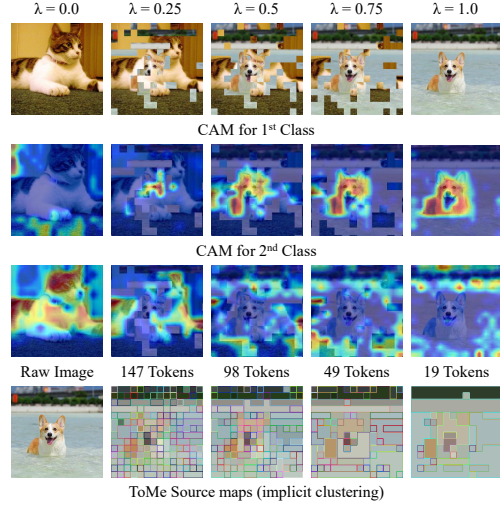 λ = 0.0 λ = 0.25 λ = 0.5 λ = 0.75 λ = 1.0
CAM for 1st Class
CAM for 2nd Class
Raw Image 147 Tokens 98 Tokens 49 Tokens 19 Tokens
ToMe Source maps (implicit clustering)